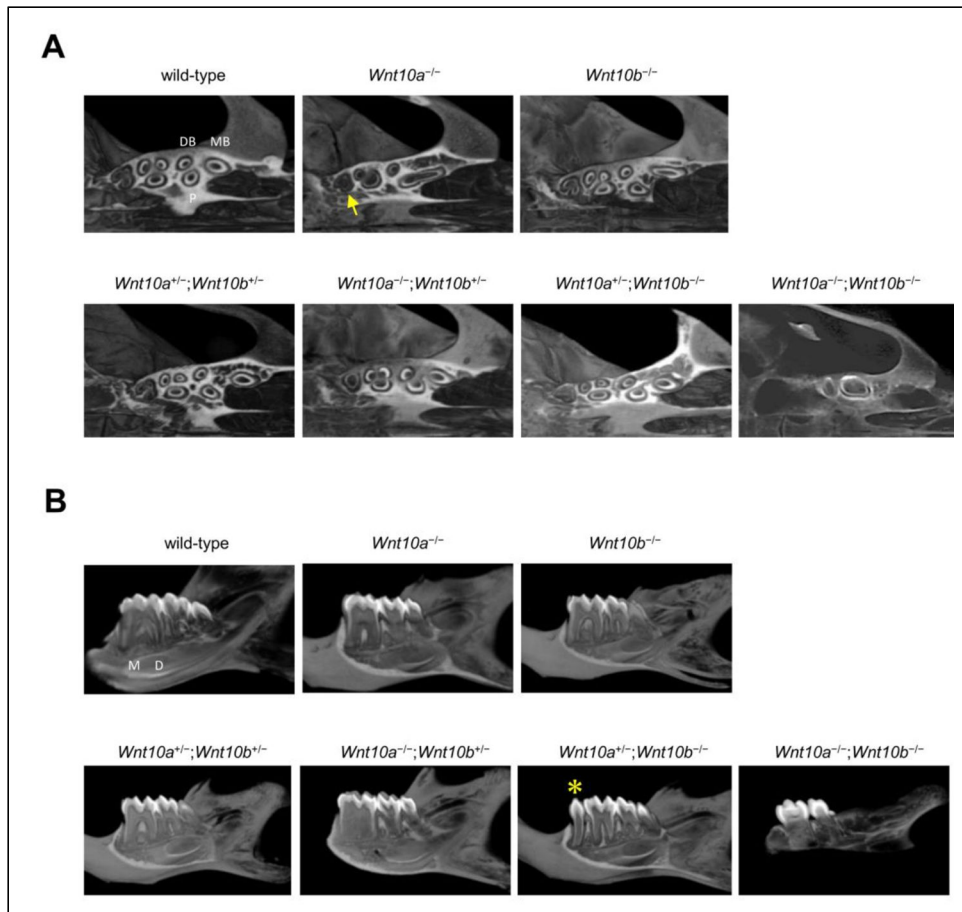 A
wild-type Wnt10a−/− Wnt10b−/−
DB MB
P
Wnt10a+/−;Wnt10b+/− Wnt10a−/−;Wnt10b+/− Wnt10a+/−;Wnt10b−/− Wnt10a−/−;Wnt10b−/−
B
wild-type Wnt10a−/− Wnt10b−/−
M D
Wnt10a+/−;Wnt10b+/− Wnt10a−/−;Wnt10b+/− Wnt10a+/−;Wnt10b−/− Wnt10a−/−;Wnt10b−/−
*